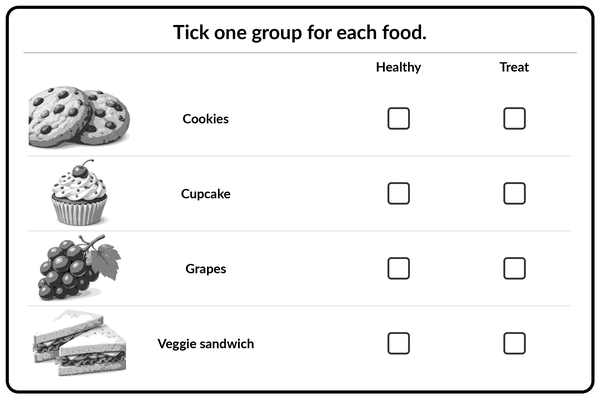 Tick one group for each food.
Healthy Treat
Cookies
Cupcake
Grapes
Veggie sandwich